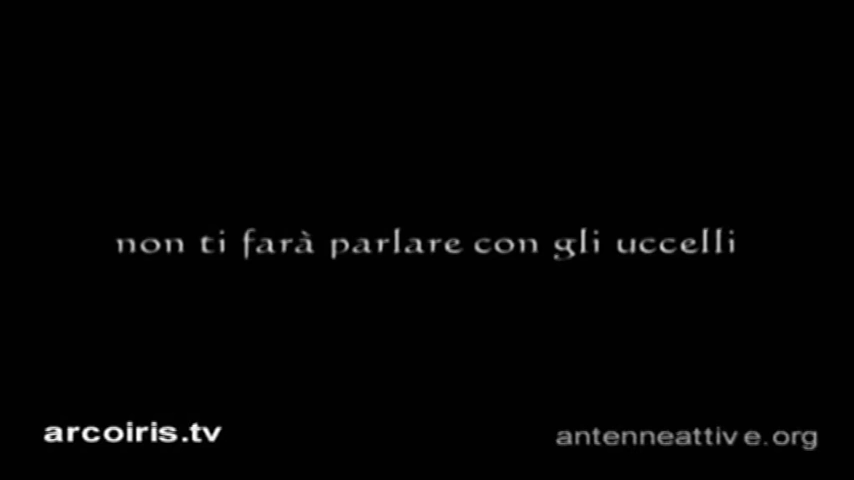 non ti farà parlare con gli uccelli
arcoiris.tv
antenneattive.org